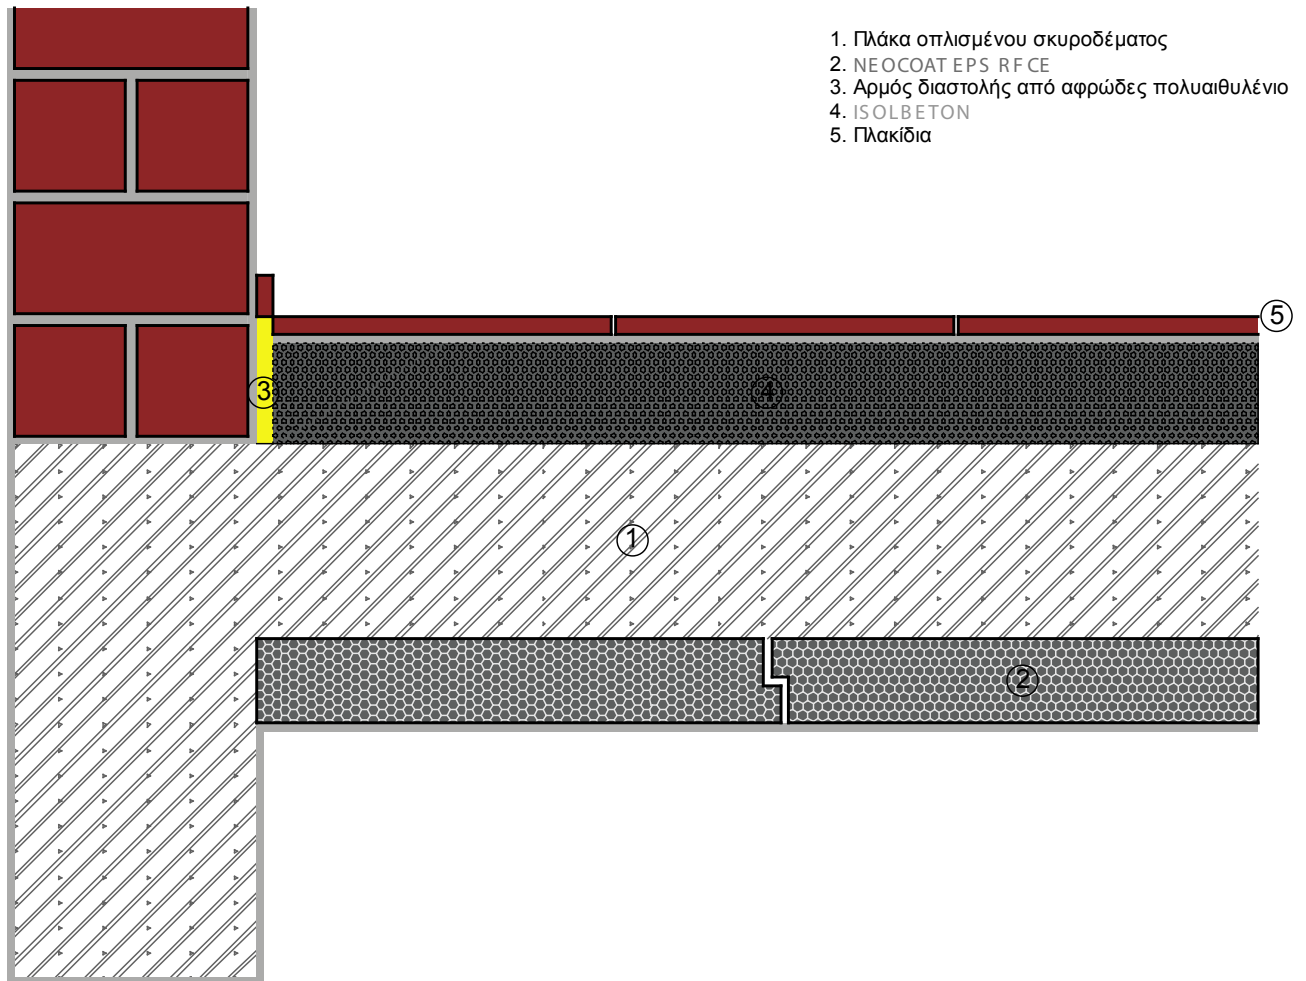 1. Πλάκα οπλισμένου σκυροδέματος
2. NEOCOAT EPS RF CE
3. Αρμός διαστολής από αφρώδες πολυαιθυλένιο
4. ISOLBETON
5. Πλακίδια
5
3
4
1
2